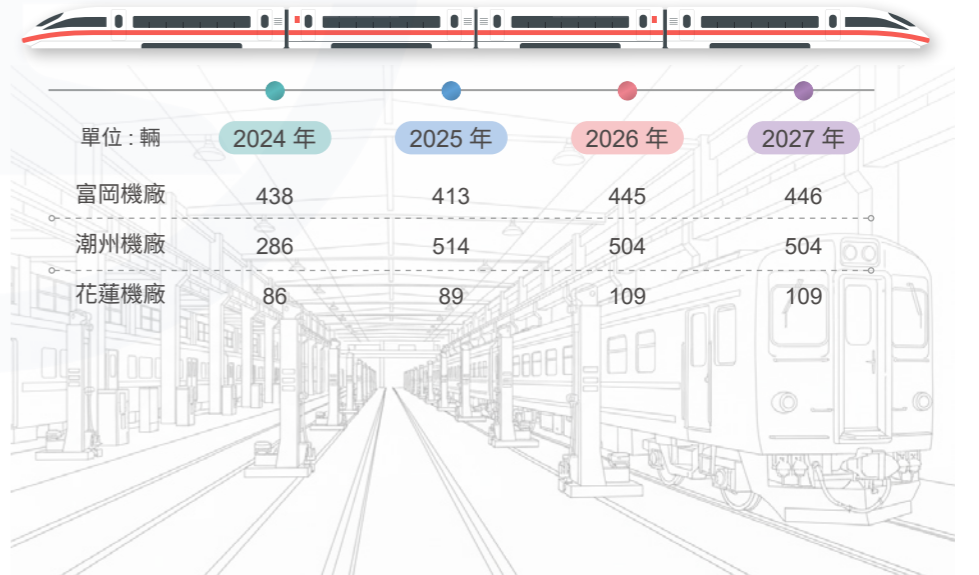 單位 : 輛 2024 年 2025 年 2026 年 2027 年
富岡機廠 438 413 445 446
潮州機廠 286 514 504 504
花蓮機廠 86 89 109 109